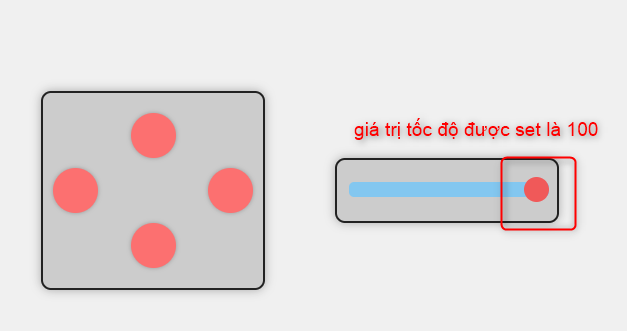 giá trị tốc độ được set là 100